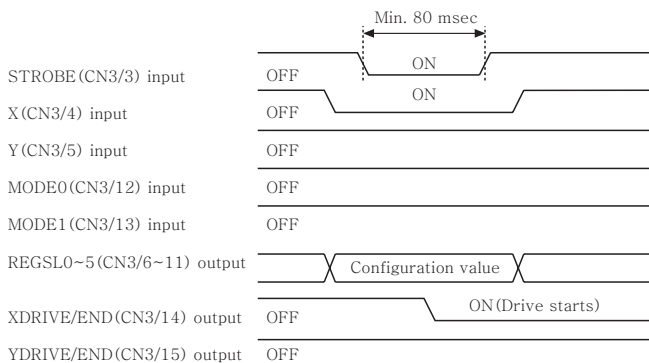 Min. 80 msec
STROBE(CN3/3) input OFF ON
X(CN3/4) input OFF ON
Y(CN3/5) input OFF
MODE0(CN3/12) input OFF
MODE1(CN3/13) input OFF
REGSL0~5(CN3/6~11) output Configuration value
XDRIVE/END(CN3/14) output OFF ON(Drive starts)
YDRIVE/END(CN3/15) output OFF